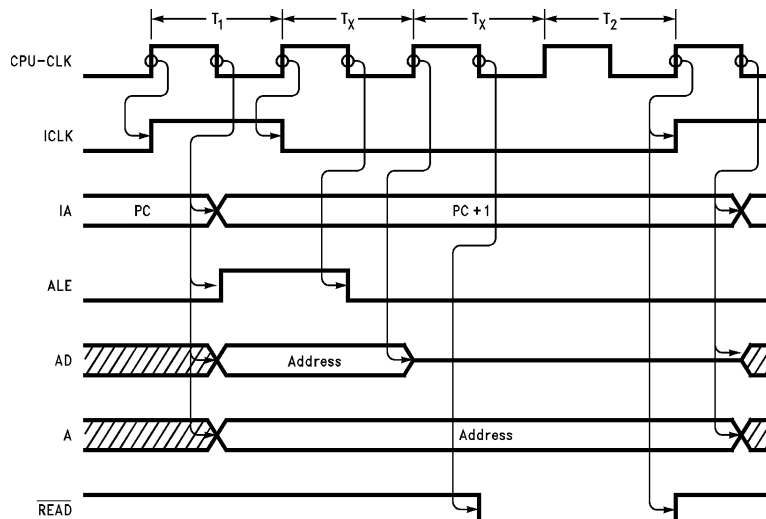 T1 TX TX T2
CPU-CLK
ICLK
IA PC PC + 1
ALE
AD Address
A Address
READ